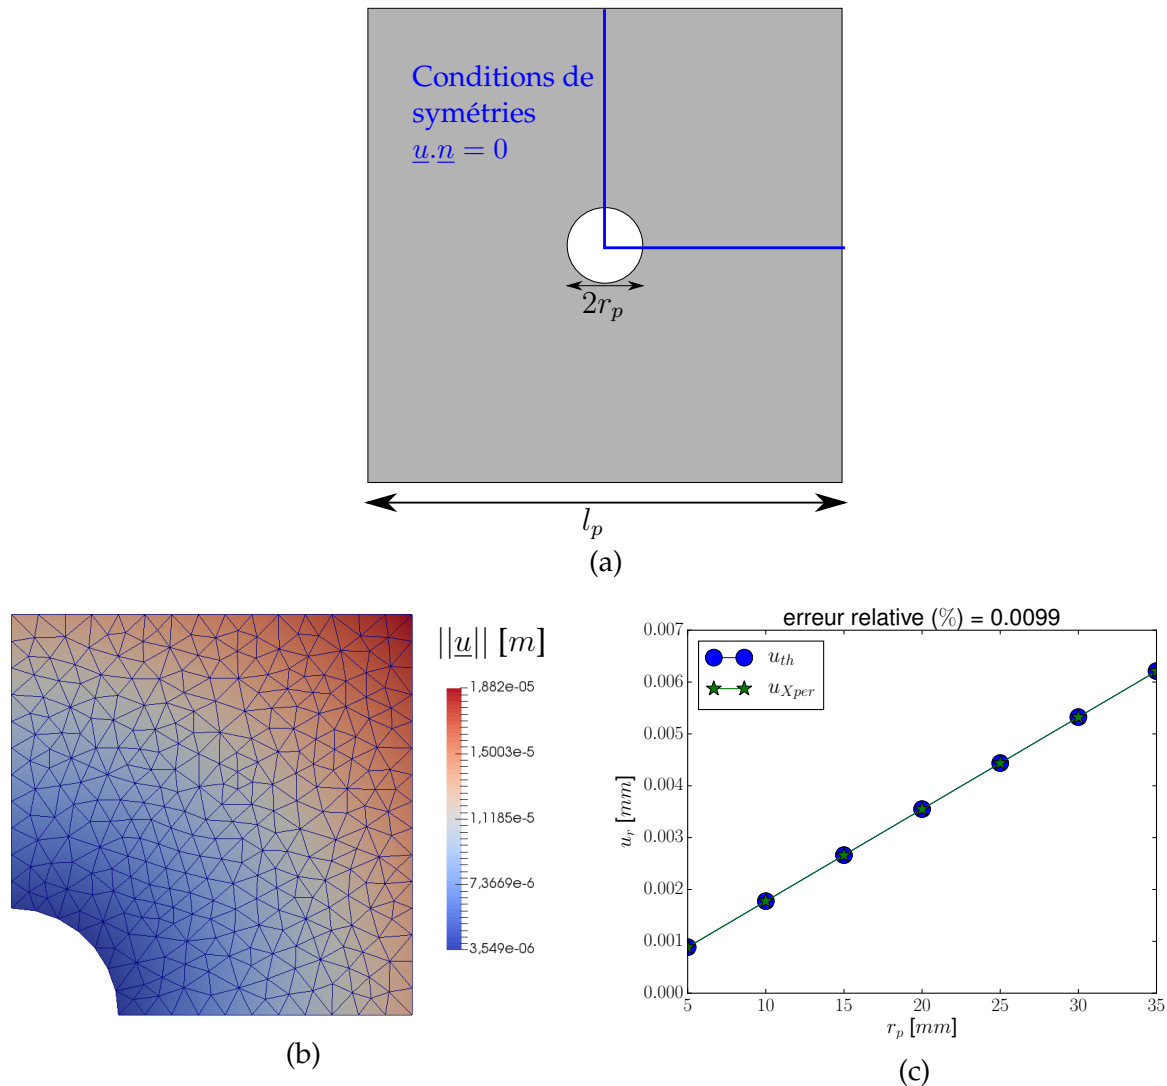 Conditions de
symétries
u.n = 0
2r_p
l_p
(a)
||u|| [m]
1,882e-05
1,5003e-5
1,1185e-5
7,3669e-6
3,549e-06
(b)
erreur relative (%) = 0.0099
0.007
0.006
0.005
0.004
0.003
0.002
0.001
0.000
u_r [mm]
u_th
u_Xper
5 10 15 20 25 30 35
r_p [mm]
(c)